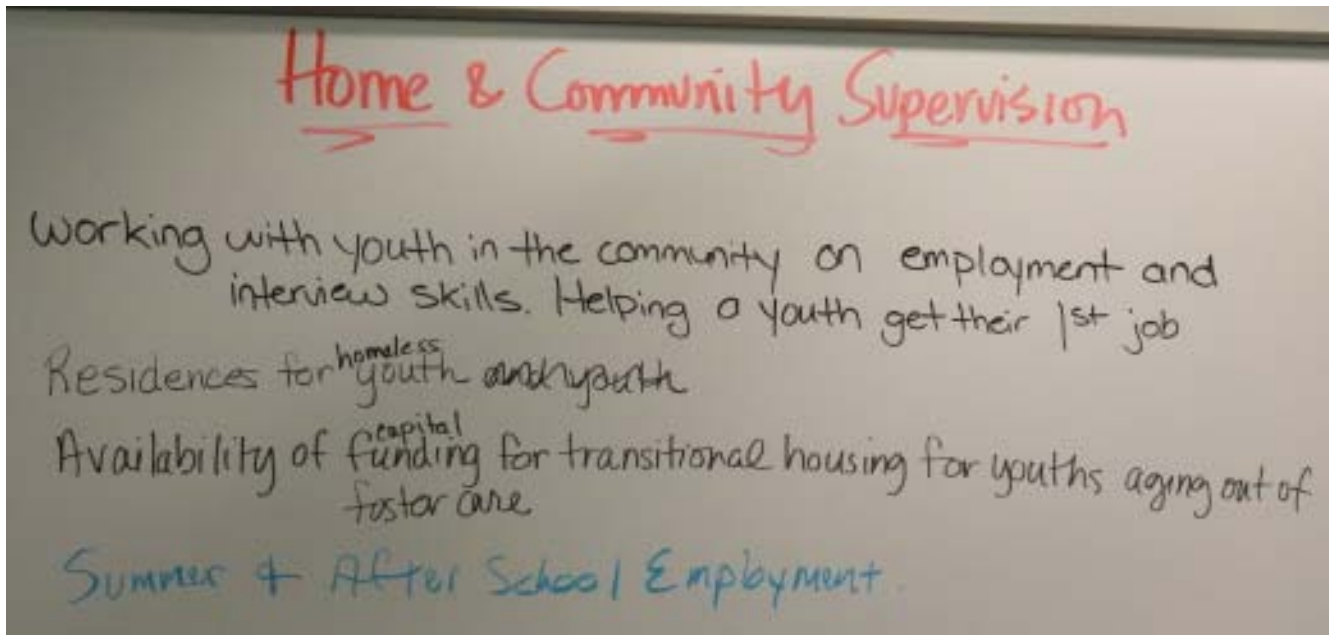 Home & Community Supervision
Working with youth in the community on employment and
interview skills. Helping a youth get their 1st job
Residences for homeless youth
Availability of capital funding for transitional housing for youths aging out of
foster care
Summer & After School Employment.